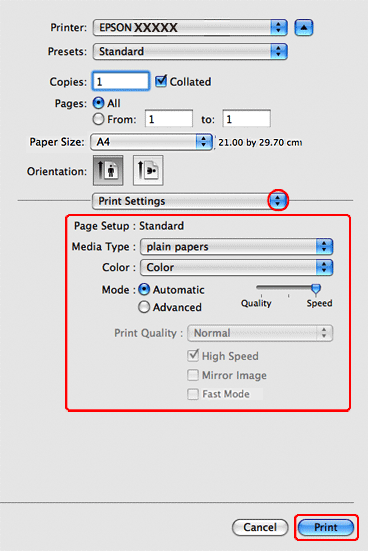 Printer: EPSON XXXXX
Presets: Standard
Copies: 1 Collated
Pages: All
From: 1 to: 1
Paper Size: A4 21.00 by 29.70 cm
Orientation:
Print Settings
Page Setup : Standard
Media Type : plain papers
Color : Color
Mode : Automatic
Advanced
Quality Speed
Print Quality : Normal
High Speed
Mirror Image
Fast Mode
Cancel Print